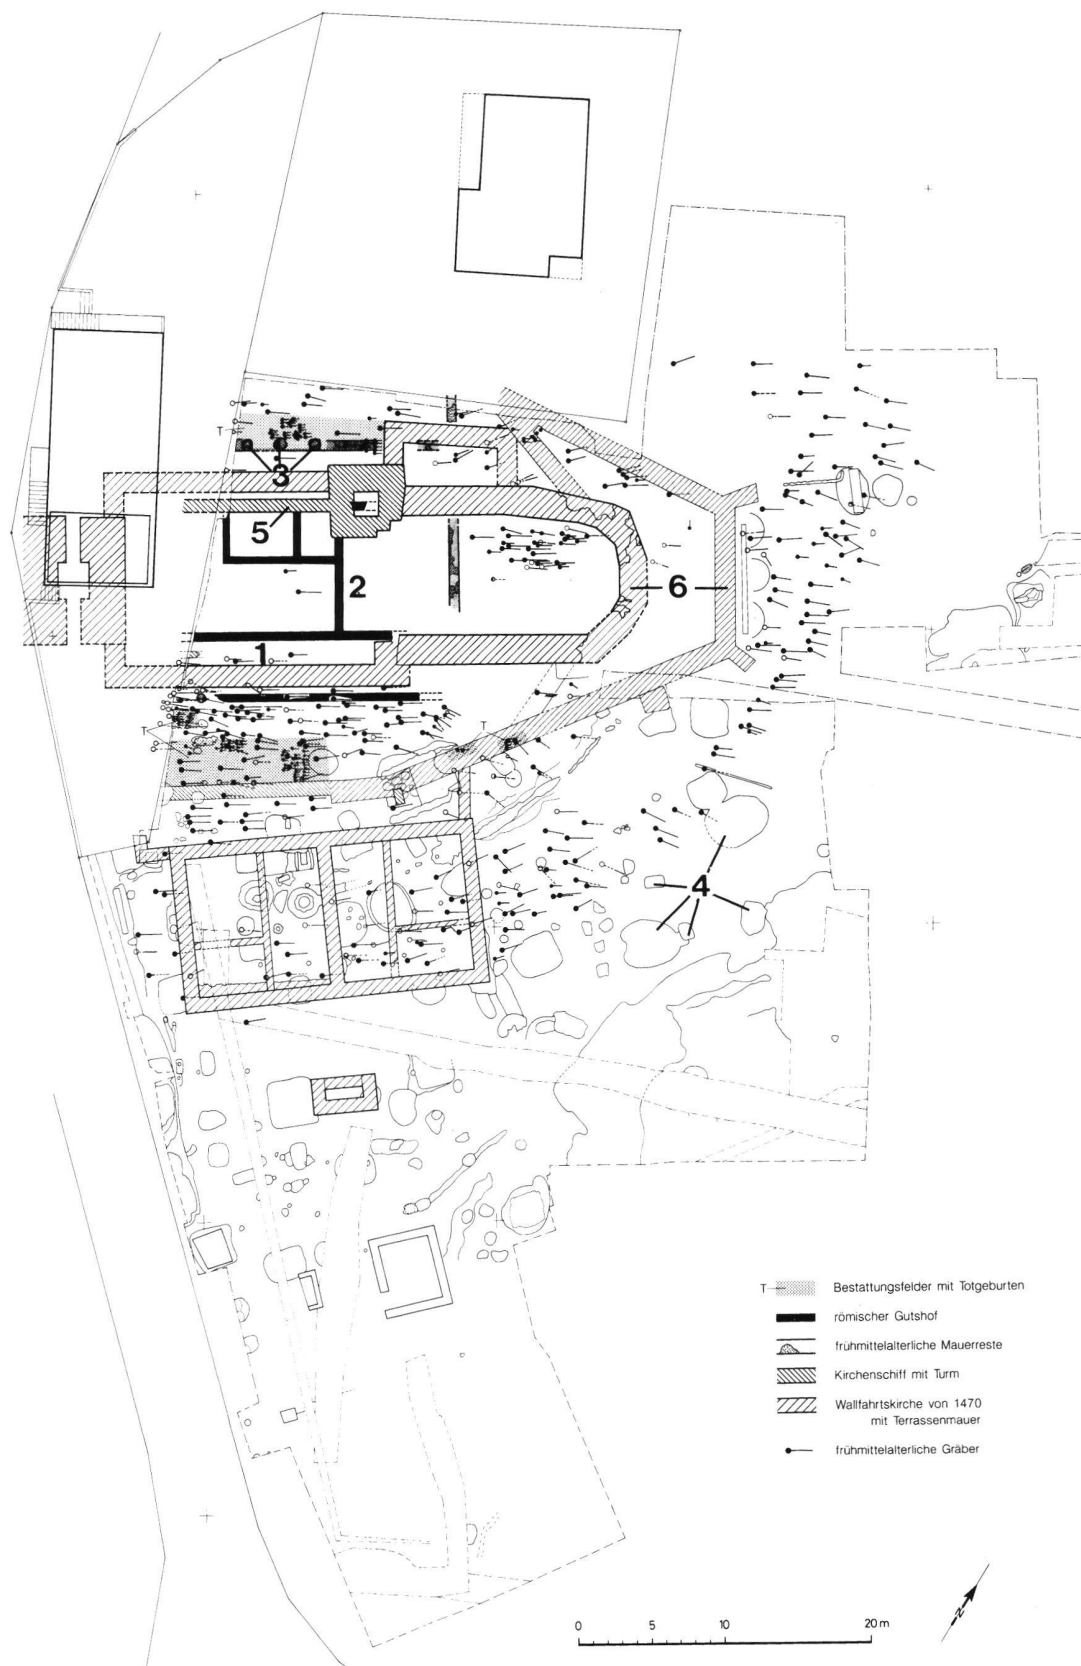 T
3
5
2
6
1
T
T
4
T Bestattungsfelder mit Totgeburten
römischer Gutshof
frühmittelalterliche Mauerreste
Kirchenschiff mit Turm
Wallfahrtskirche von 1470
mit Terrassenmauer
frühmittelalterliche Gräber
0 5 10 20 m
N